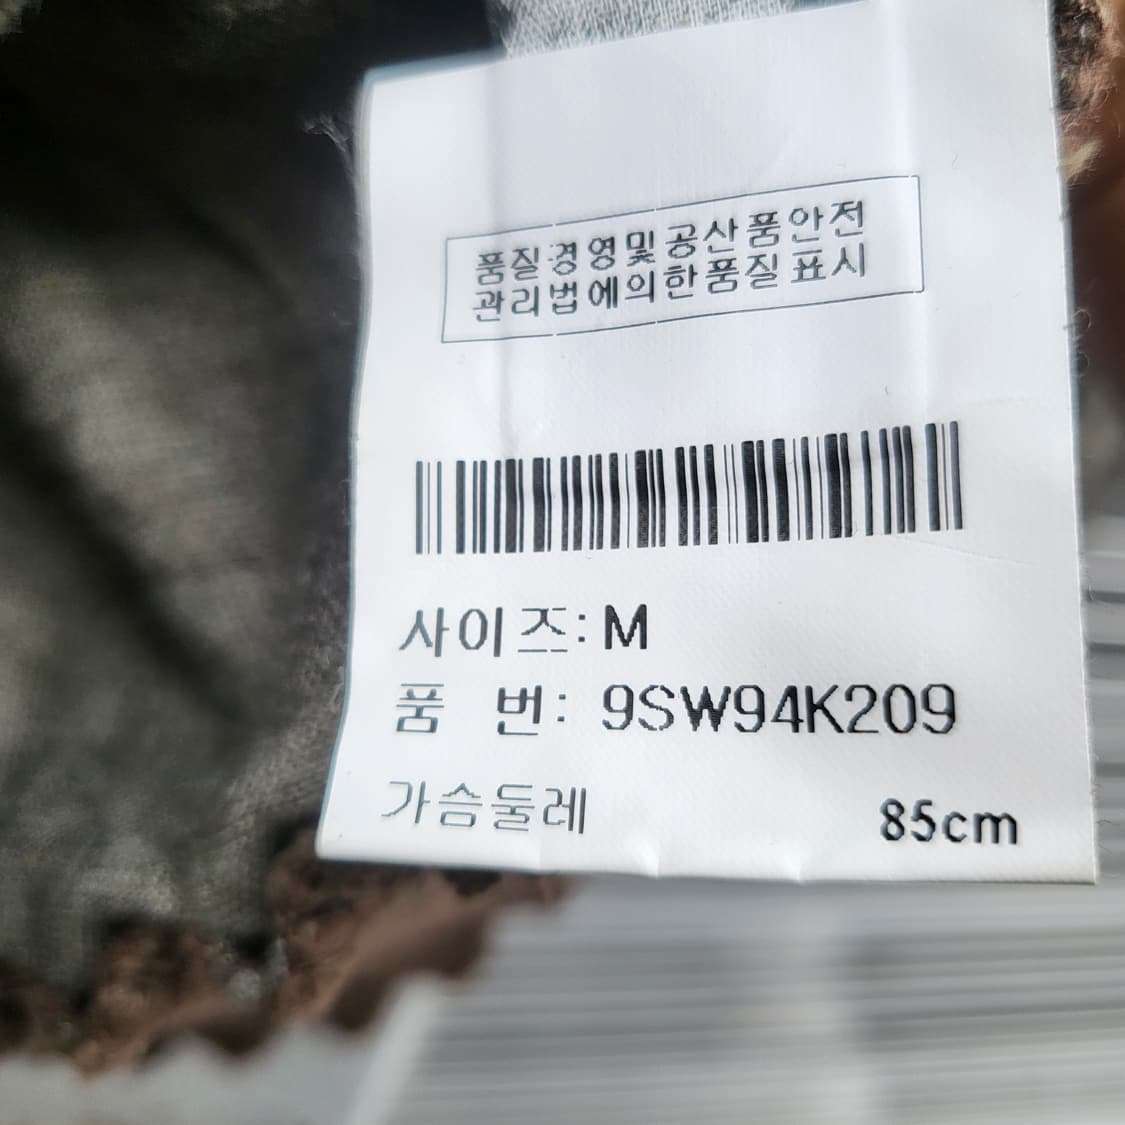 품질경영및공산품안전
관리법에의한품질표시
사이즈: M
품 번: 9SW94K209
가슴둘레 85cm